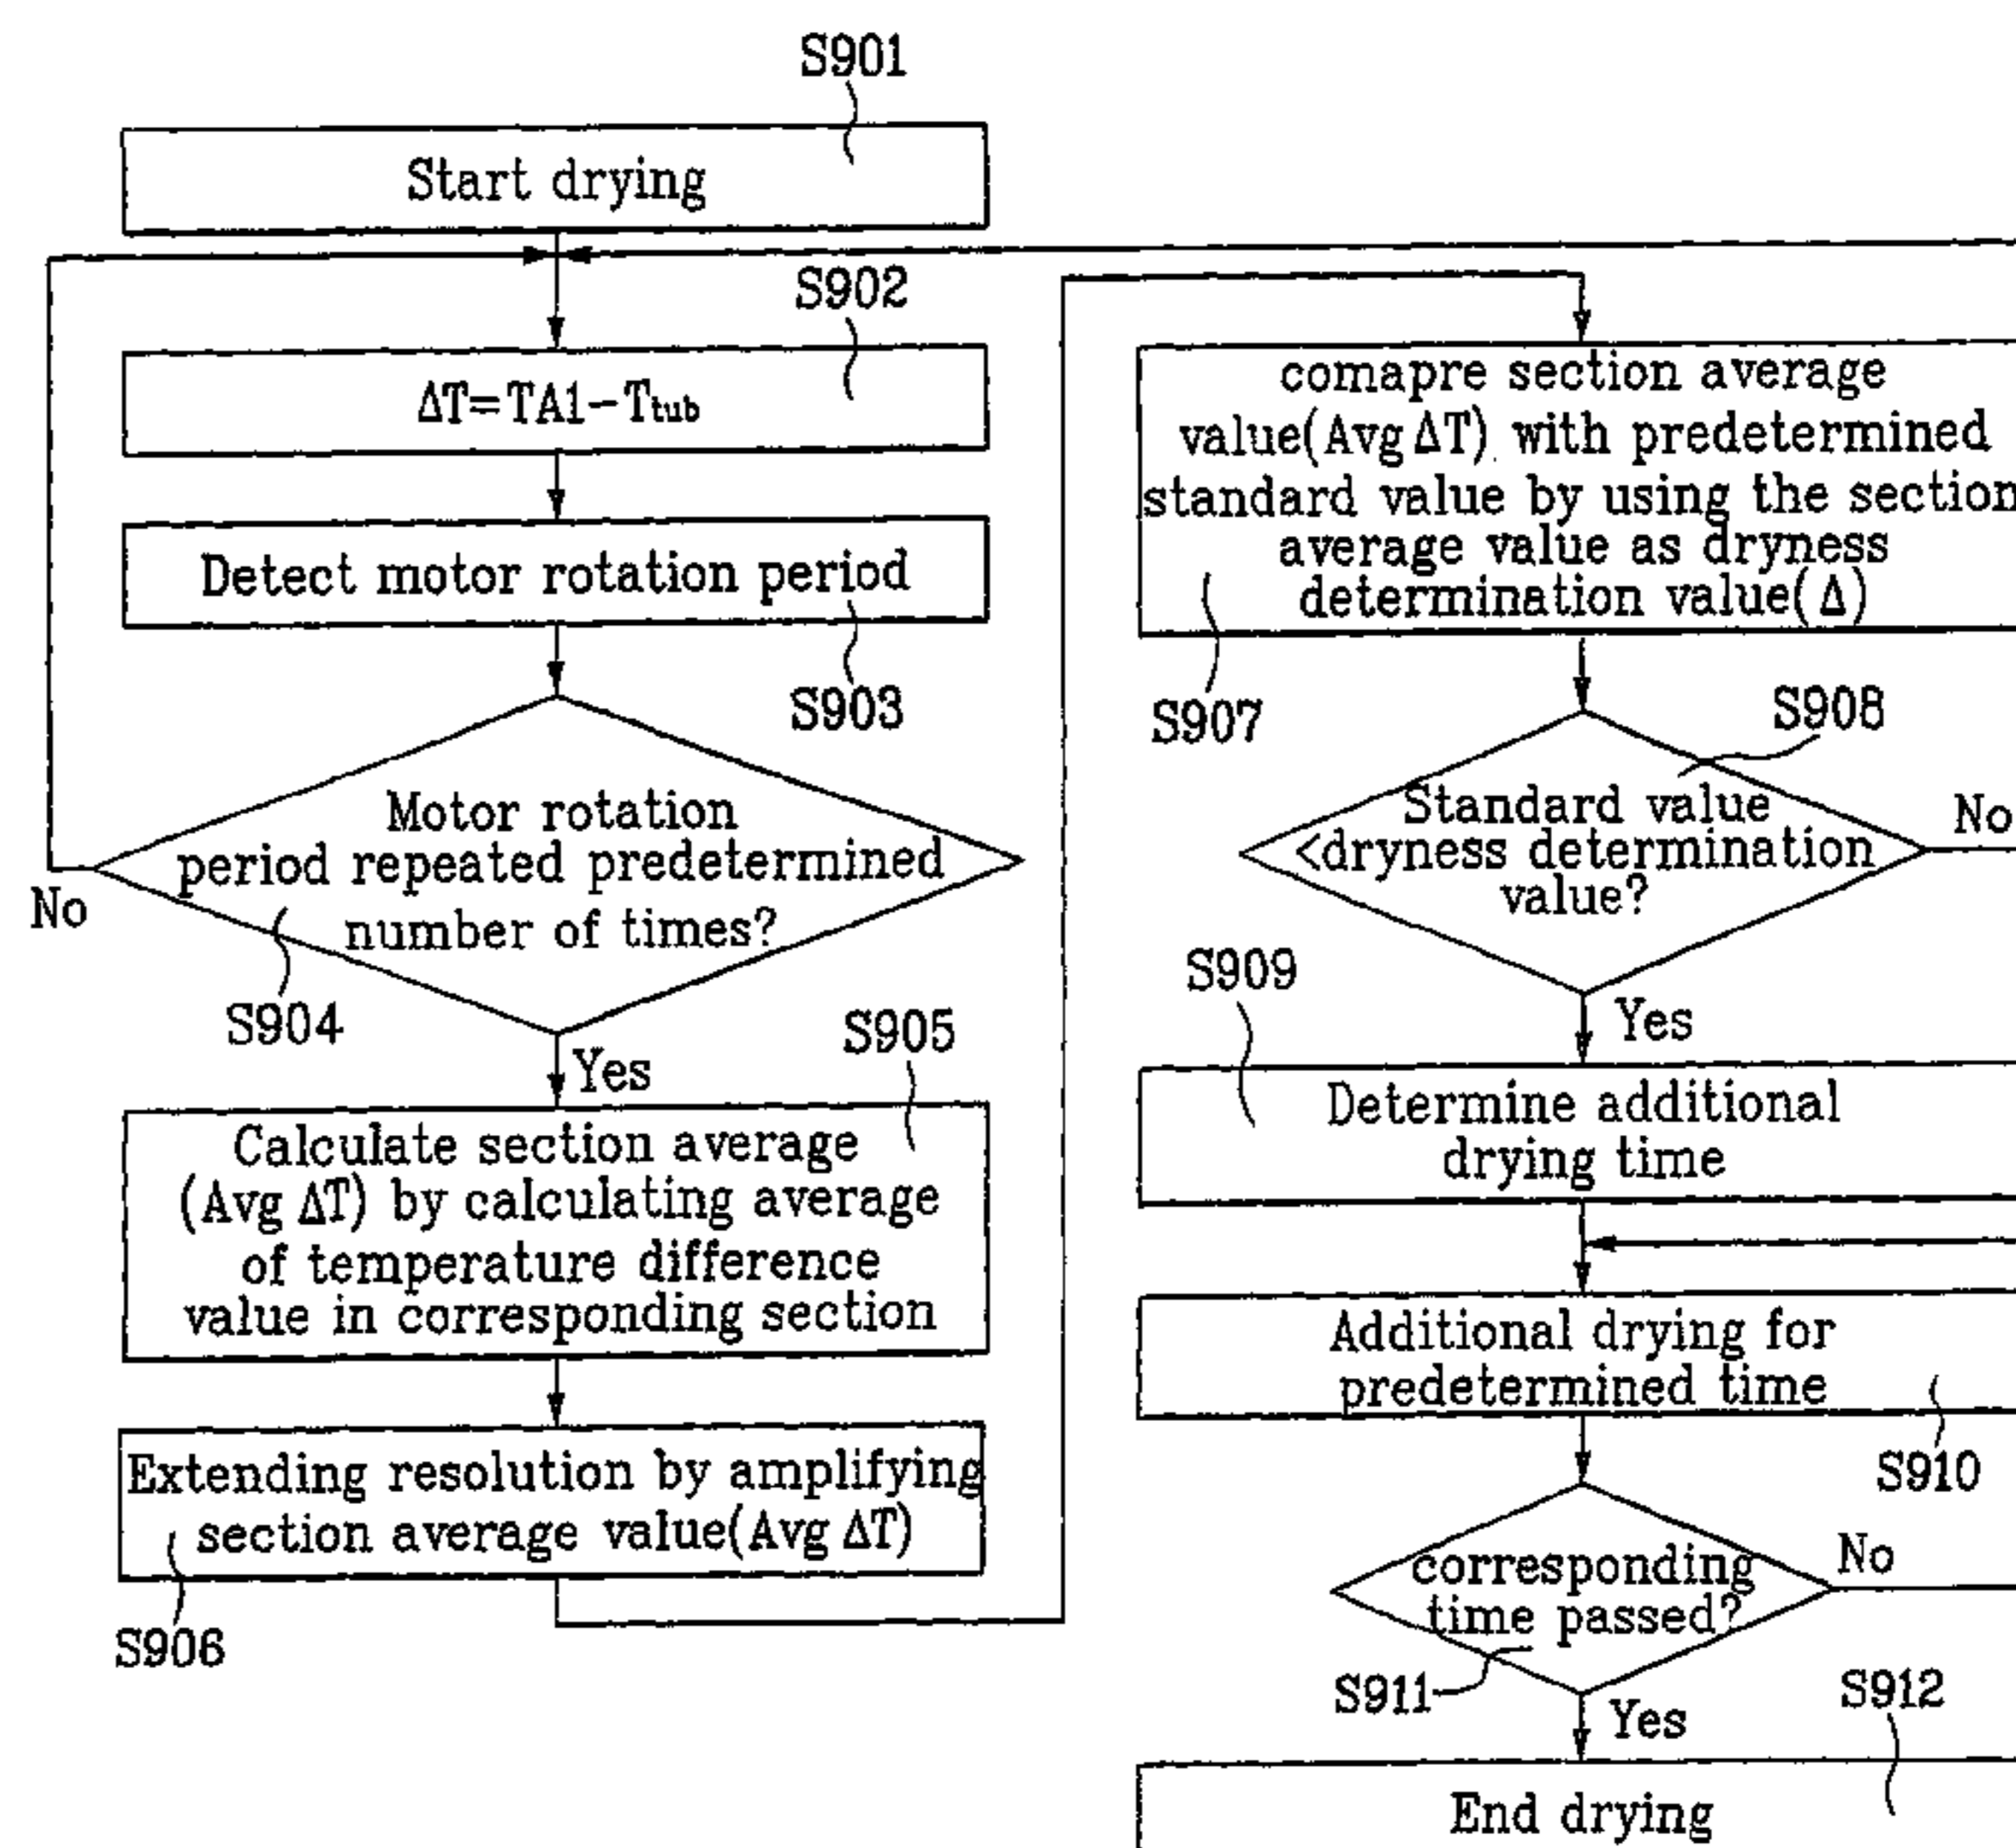 S901
Start drying
S902
ΔT=TA1-Ttub
Detect motor rotation period
S903
Motor rotation
period repeated predetermined
number of times?
No
S904
Yes
S905
Calculate section average
(Avg ΔT) by calculating average
of temperature difference
value in corresponding section
Extending resolution by amplifying
section average value(Avg ΔT)
S906
comapre section average
value(Avg ΔT) with predetermined
standard value by using the section
average value as dryness
determination value(Δ)
S907
S908
Standard value
<dryness determination
value?
No
Yes
S909
Determine additional
drying time
Additional drying for
predetermined time
S910
corresponding
time passed?
No
S911
Yes
S912
End drying